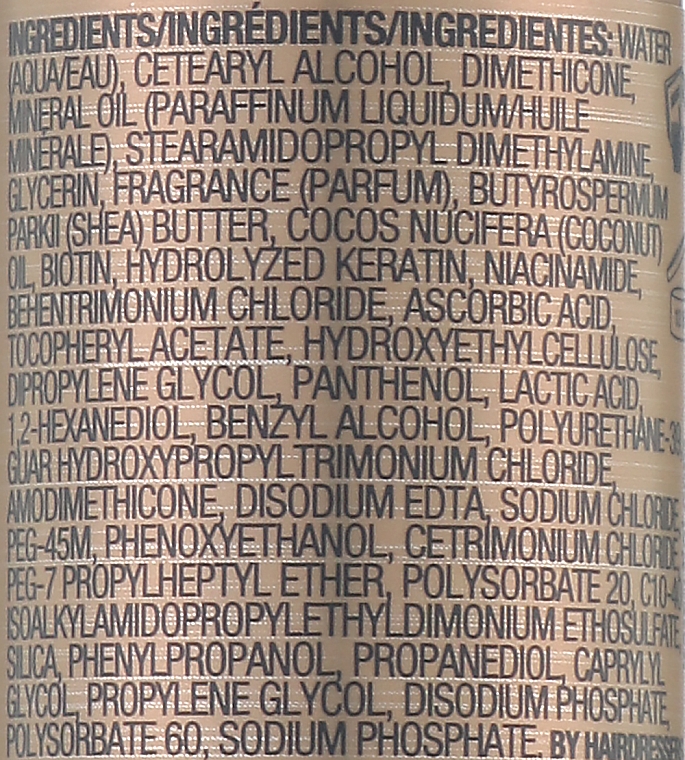 INGREDIENTS/INGRÉDIENTS/INGREDIENTES: WATER
(AQUA/EAU), CETEARYL ALCOHOL, DIMETHICONE,
MINERAL OIL (PARAFFINUM LIQUIDUM/HUILE
MINÉRALE), STEARAMIDOPROPYL DIMETHYLAMINE,
GLYCERIN, FRAGRANCE (PARFUM), BUTYROSPERMUM
PARKII (SHEA) BUTTER, COCOS NUCIFERA (COCONUT)
OIL, BIOTIN, HYDROLYZED KERATIN, NIACINAMIDE,
BEHENTRIMONIUM CHLORIDE, ASCORBIC ACID,
TOCOPHERYL ACETATE, HYDROXYETHYLCELLULOSE,
DIPROPYLENE GLYCOL, PANTHENOL, LACTIC ACID,
1,2-HEXANEDIOL, BENZYL ALCOHOL, POLYURETHANE-39,
GUAR HYDROXYPROPYLTRIMONIUM CHLORIDE,
AMODIMETHICONE, DISODIUM EDTA, SODIUM CHLORIDE,
PEG-45M, PHENOXYETHANOL, CETRIMONIUM CHLORIDE,
PEG-7 PROPYLHEPTYL ETHER, POLYSORBATE 20, C10-40
ISOALKYLAMIDOPROPYLETHYLDIMONIUM ETHOSULFATE,
SILICA, PHENYLPROPANOL, PROPANEDIOL, CAPRYLYL
GLYCOL, PROPYLENE GLYCOL, DISODIUM PHOSPHATE,
POLYSORBATE 60, SODIUM PHOSPHATE, BY HAIRDRESSERS